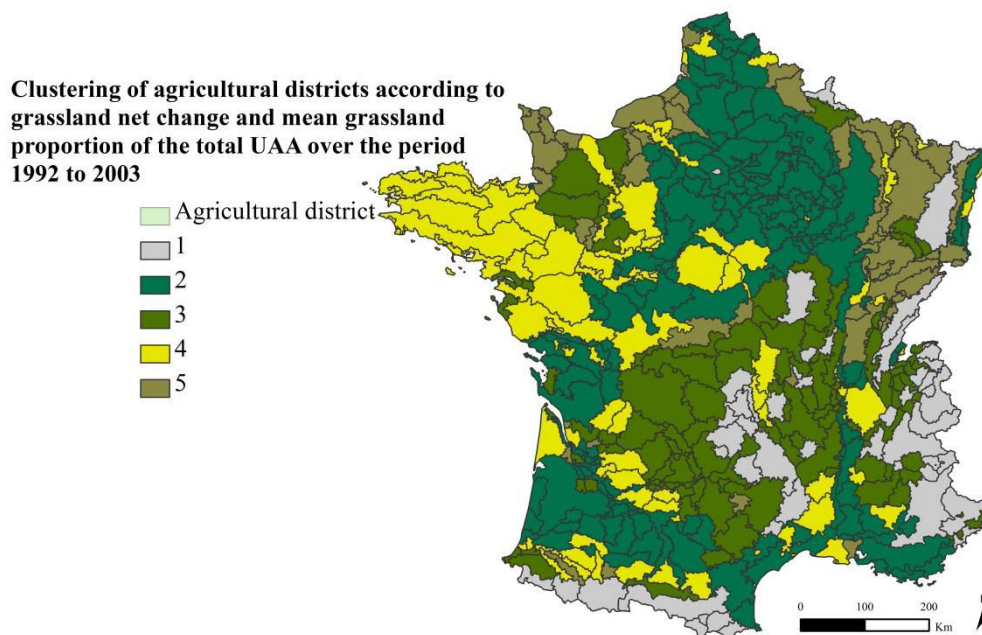 Clustering of agricultural districts according to
grassland net change and mean grassland
proportion of the total UAA over the period
1992 to 2003
Agricultural district
1
2
3
4
5
0 100 200
Km